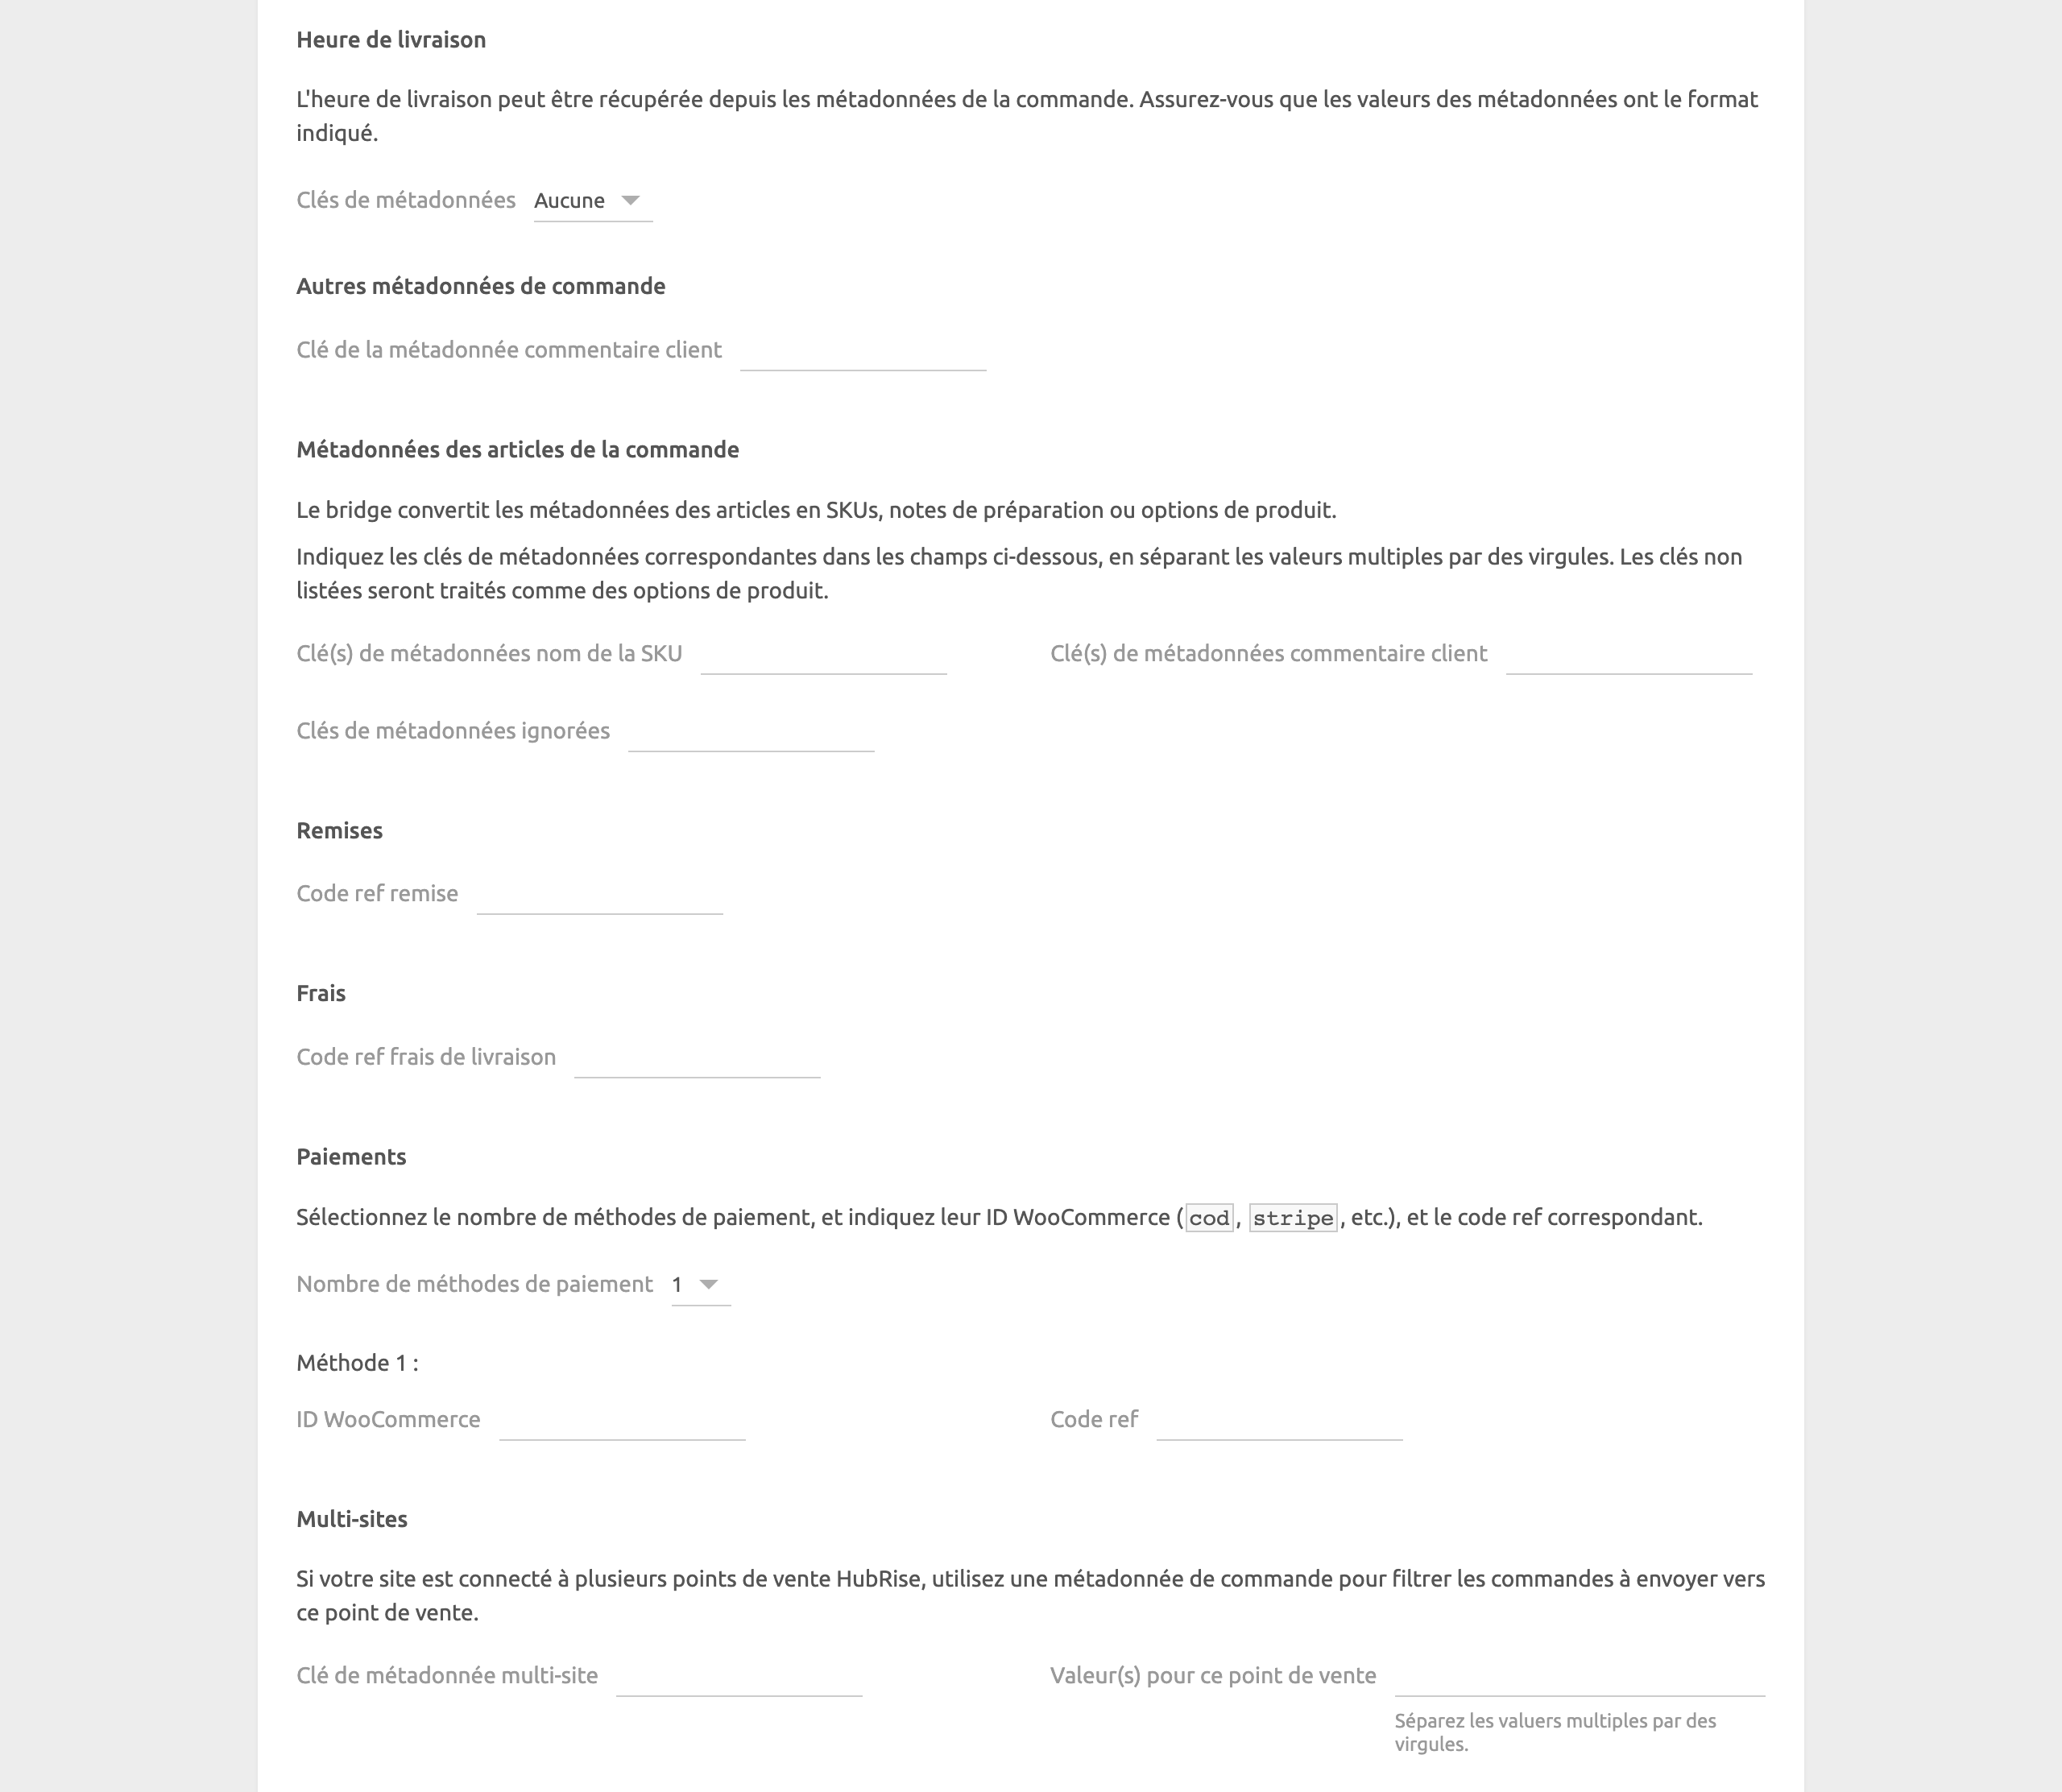 Heure de livraison
L'heure de livraison peut être récupérée depuis les métadonnées de la commande. Assurez-vous que les valeurs des métadonnées ont le format
indiqué.
Clés de métadonnées Aucune
Autres métadonnées de commande
Clé de la métadonnée commentaire client
Métadonnées des articles de la commande
Le bridge convertit les métadonnées des articles en SKUs, notes de préparation ou options de produit.
Indiquez les clés de métadonnées correspondantes dans les champs ci-dessous, en séparant les valeurs multiples par des virgules. Les clés non
listées seront traités comme des options de produit.
Clé(s) de métadonnées nom de la SKU Clé(s) de métadonnées commentaire client
Clés de métadonnées ignorées
Remises
Code ref remise
Frais
Code ref frais de livraison
Paiements
Sélectionnez le nombre de méthodes de paiement, et indiquez leur ID WooCommerce (cod, stripe, etc.), et le code ref correspondant.
Nombre de méthodes de paiement 1
Méthode 1 :
ID WooCommerce Code ref
Multi-sites
Si votre site est connecté à plusieurs points de vente HubRise, utilisez une métadonnée de commande pour filtrer les commandes à envoyer vers
ce point de vente.
Clé de métadonnée multi-site Valeur(s) pour ce point de vente
Séparez les valuers multiples par des
virgules.